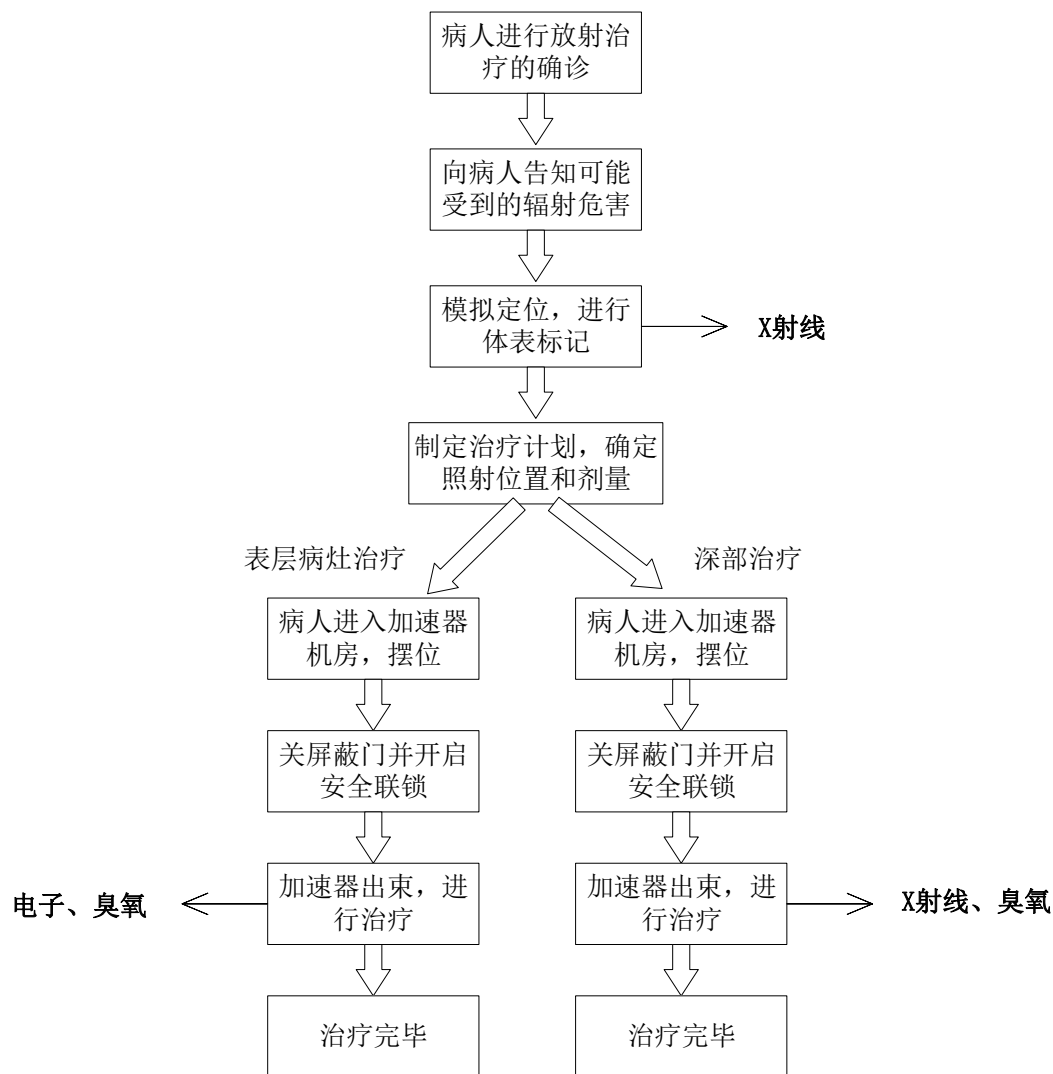 病人进行放射治
疗的确诊
向病人告知可能
受到的辐射危害
模拟定位，进行
体表标记
X射线
制定治疗计划，确定
照射位置和剂量
表层病灶治疗
深部治疗
病人进入加速器
机房，摆位
病人进入加速器
机房，摆位
关屏蔽门并开启
安全联锁
关屏蔽门并开启
安全联锁
电子、臭氧
加速器出束，进
行治疗
加速器出束，进
行治疗
X射线、臭氧
治疗完毕
治疗完毕